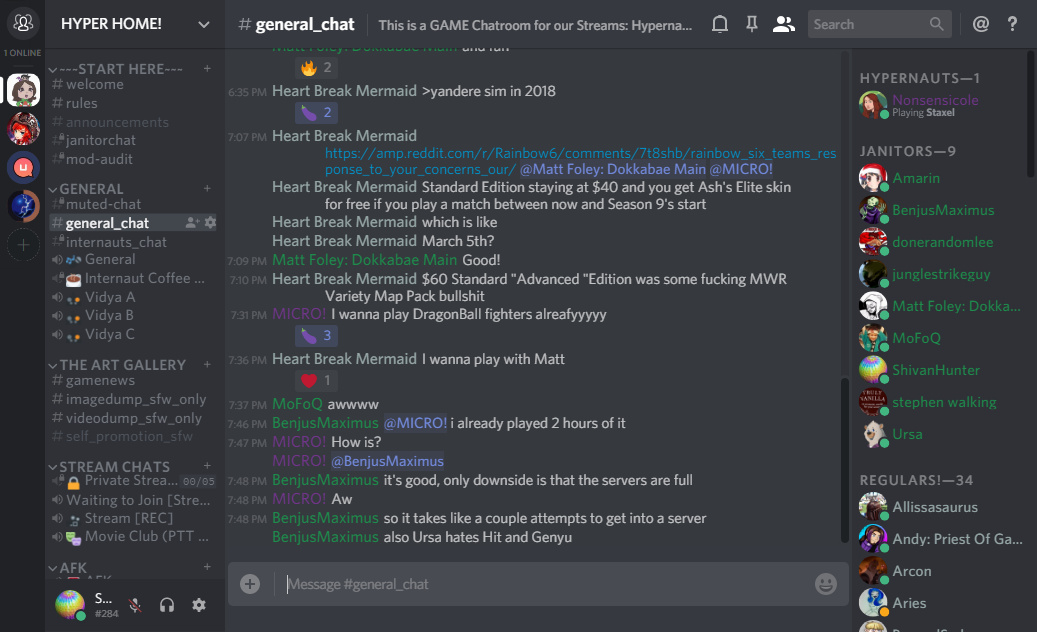 1 ONLINE
HYPER HOME!
---START HERE---
# welcome
# rules
# announcements
# janitorchat
# mod-audit
GENERAL
# muted-chat
# general_chat
# internauts_chat
General
Internaut Coffee ...
Vidya A
Vidya B
Vidya C
THE ART GALLERY
# gamenews
# imagedump_sfw_only
# videodump_sfw_only
# self_promotion_sfw
STREAM CHATS
Private Strea... 00/05
Waiting to Join [Stre...
Stream [REC]
Movie Club (PTT ...
AFK
AFK
S...
#284
# general_chat
This is a GAME Chatroom for our Streams: Hyperna...
Search
Matt Foley: Dokkabae Main and fun
2
6:35 PM Heart Break Mermaid >yandere sim in 2018
2
7:07 PM Heart Break Mermaid
https://amp.reddit.com/r/Rainbow6/comments/7t8shb/rainbow_six_teams_res
ponse_to_your_concerns_our/ @Matt Foley: Dokkabae Main @MICRO!
Heart Break Mermaid Standard Edition staying at $40 and you get Ash's Elite skin
for free if you play a match between now and Season 9's start
Heart Break Mermaid which is like
Heart Break Mermaid March 5th?
7:09 PM Matt Foley: Dokkabae Main Good!
7:10 PM Heart Break Mermaid $60 Standard "Advanced "Edition was some fucking MWR
Variety Map Pack bullshit
7:31 PM MICRO! I wanna play DragonBall fighters alreafyyyyy
3
7:36 PM Heart Break Mermaid I wanna play with Matt
1
7:37 PM MoFoQ awwww
7:46 PM BenjusMaximus @MICRO! i already played 2 hours of it
7:47 PM MICRO! How is?
MICRO! @BenjusMaximus
7:48 PM BenjusMaximus it's good, only downside is that the servers are full
7:48 PM MICRO! Aw
7:48 PM BenjusMaximus so it takes like a couple attempts to get into a server
BenjusMaximus also Ursa hates Hit and Genyu
Message #general_chat
HYPERNAUTS—1
Nonsensicole
Playing Staxel
JANITORS—9
Amarin
BenjusMaximus
donerandomlee
junglestrikeguy
Matt Foley: Dokka...
MoFoQ
ShivanHunter
stephen walking
Ursa
REGULARS!—34
Allissasaurus
Andy: Priest Of Ga...
Arcon
Aries